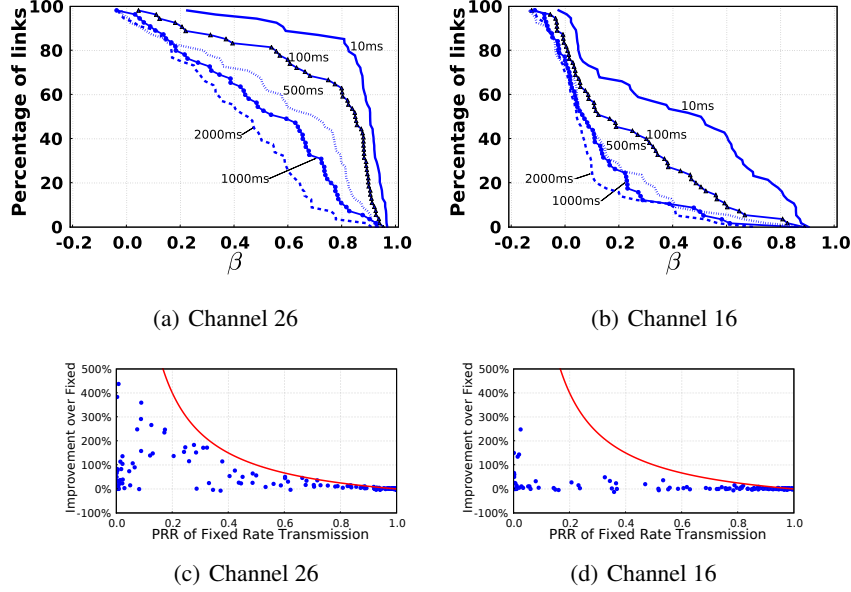 Percentage of links
100
80
60
40
20
0
-0.2 0.0 0.2 0.4 0.6 0.8 1.0
β
10ms
100ms
500ms
2000ms
1000ms
(a) Channel 26
Percentage of links
100
80
60
40
20
0
-0.2 0.0 0.2 0.4 0.6 0.8 1.0
β
10ms
100ms
500ms
2000ms
1000ms
(b) Channel 16
Improvement over Fixed
500%
400%
300%
200%
100%
0%
-100%
0.0 0.2 0.4 0.6 0.8 1.0
PRR of Fixed Rate Transmission
(c) Channel 26
Improvement over Fixed
500%
400%
300%
200%
100%
0%
-100%
0.0 0.2 0.4 0.6 0.8 1.0
PRR of Fixed Rate Transmission
(d) Channel 16